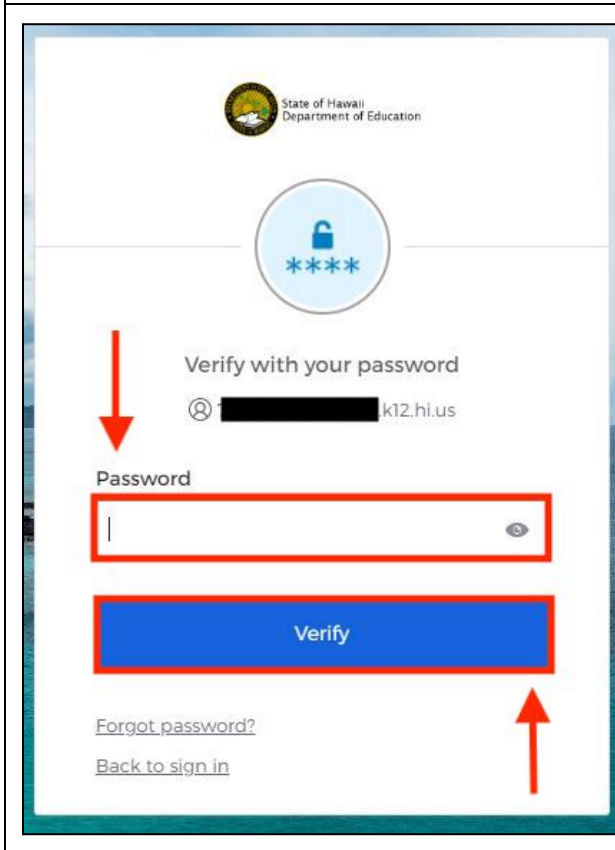 State of Hawaii
Department of Education
****
Verify with your password
.k12.hi.us
Password
Verify
Forgot password?
Back to sign in